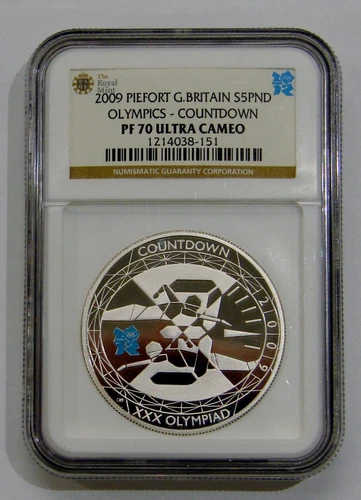 The
Royal
Mint
2009 PIEFORT G.BRITAIN S5PND
OLYMPICS - COUNTDOWN
PF 70 ULTRA CAMEO
1214038-151
NUMISMATIC GUARANTY CORPORATION
COUNTDOWN
2009
XXX OLYMPIAD